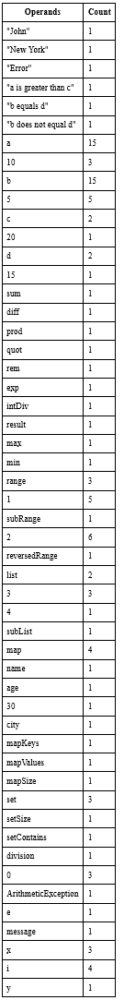 Operands Count
"John" 1
"New York" 1
"Error" 1
"a is greater than c" 1
"b equals d" 1
"b does not equal d" 1
a 15
10 3
b 15
5 5
c 2
20 1
d 2
15 1
sum 1
diff 1
prod 1
quot 1
rem 1
exp 1
intDiv 1
result 1
max 1
min 1
range 3
1 5
subRange 1
2 6
reversedRange 1
list 2
3 3
4 1
subList 1
map 4
name 1
age 1
30 1
city 1
mapKeys 1
mapValues 1
mapSize 1
set 3
setSize 1
setContains 1
division 1
0 3
ArithmeticException 1
e 1
message 1
x 3
i 4
y 1